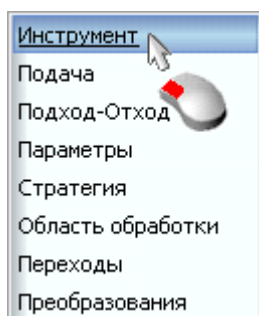 Инструмент
Подача
Подход-Отход
Параметры
Стратегия
Область обработки
Переходы
Преобразования